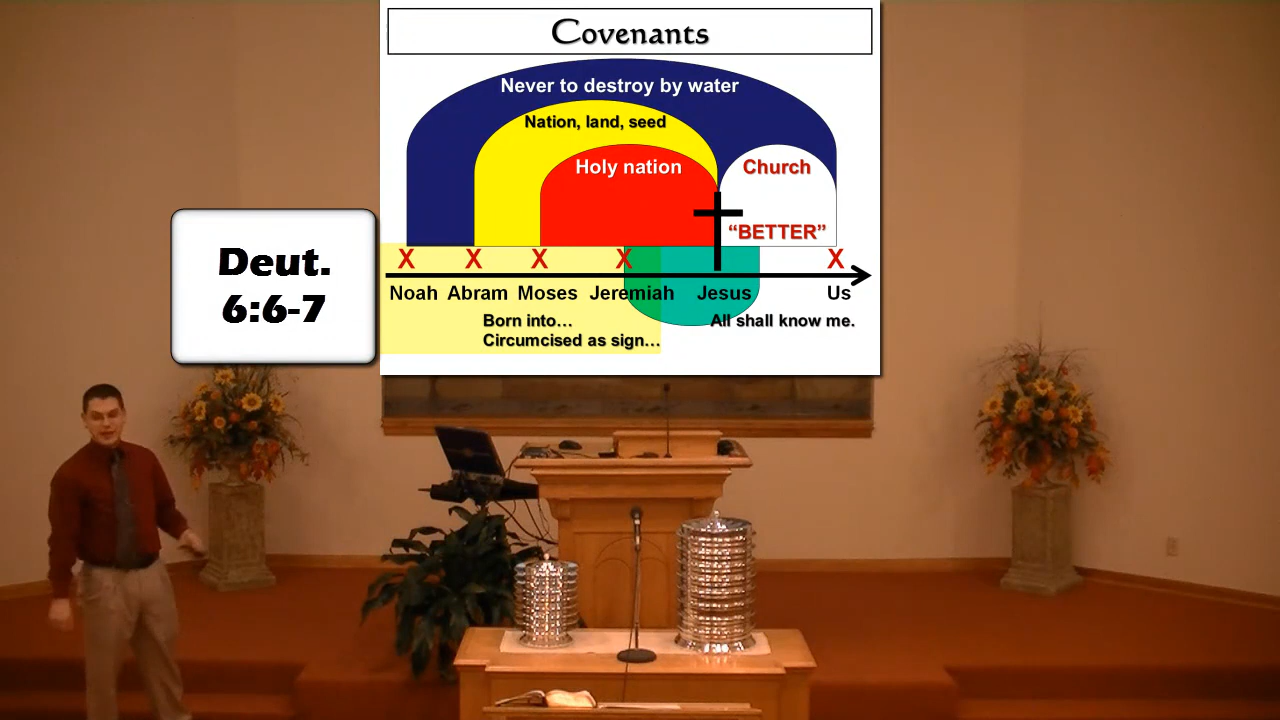 Covenants
Never to destroy by water
Nation, land, seed
Holy nation
Church
“BETTER”
X X X X X
Noah Abram Moses Jeremiah Jesus Us
Born into…
Circumcised as sign…
All shall know me.
Deut.
6:6-7